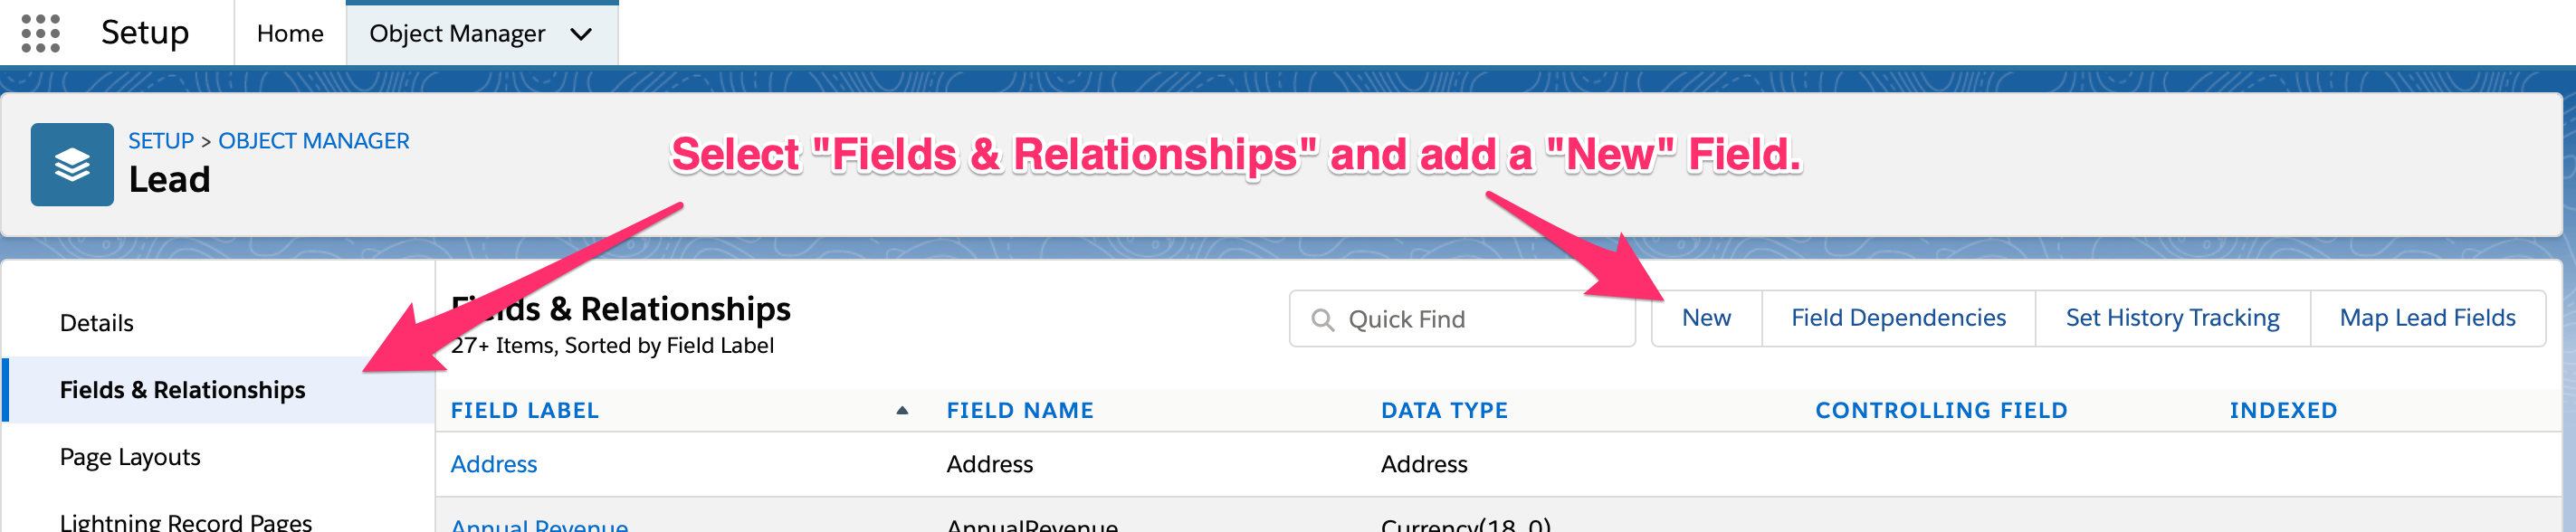 Setup Home Object Manager
SETUP > OBJECT MANAGER
Lead
Select "Fields & Relationships" and add a "New" Field.
Details
Fields & Relationships
Page Layouts
Lightning Record Pages
Fields & Relationships
27+ Items, Sorted by Field Label
Quick Find
New Field Dependencies Set History Tracking Map Lead Fields
FIELD LABEL FIELD NAME DATA TYPE CONTROLLING FIELD INDEXED
Address Address Address
Annual Revenue AnnualRevenue Currency(18, 0)